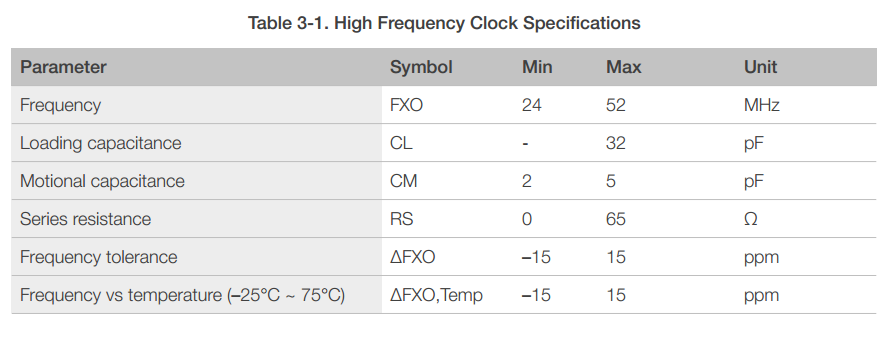 Table 3-1. High Frequency Clock Specifications
Parameter Symbol Min Max Unit
Frequency FXO 24 52 MHz
Loading capacitance CL - 32 pF
Motional capacitance CM 2 5 pF
Series resistance RS 0 65 Ω
Frequency tolerance ΔFXO –15 15 ppm
Frequency vs temperature (–25°C ~ 75°C) ΔFXO,Temp –15 15 ppm